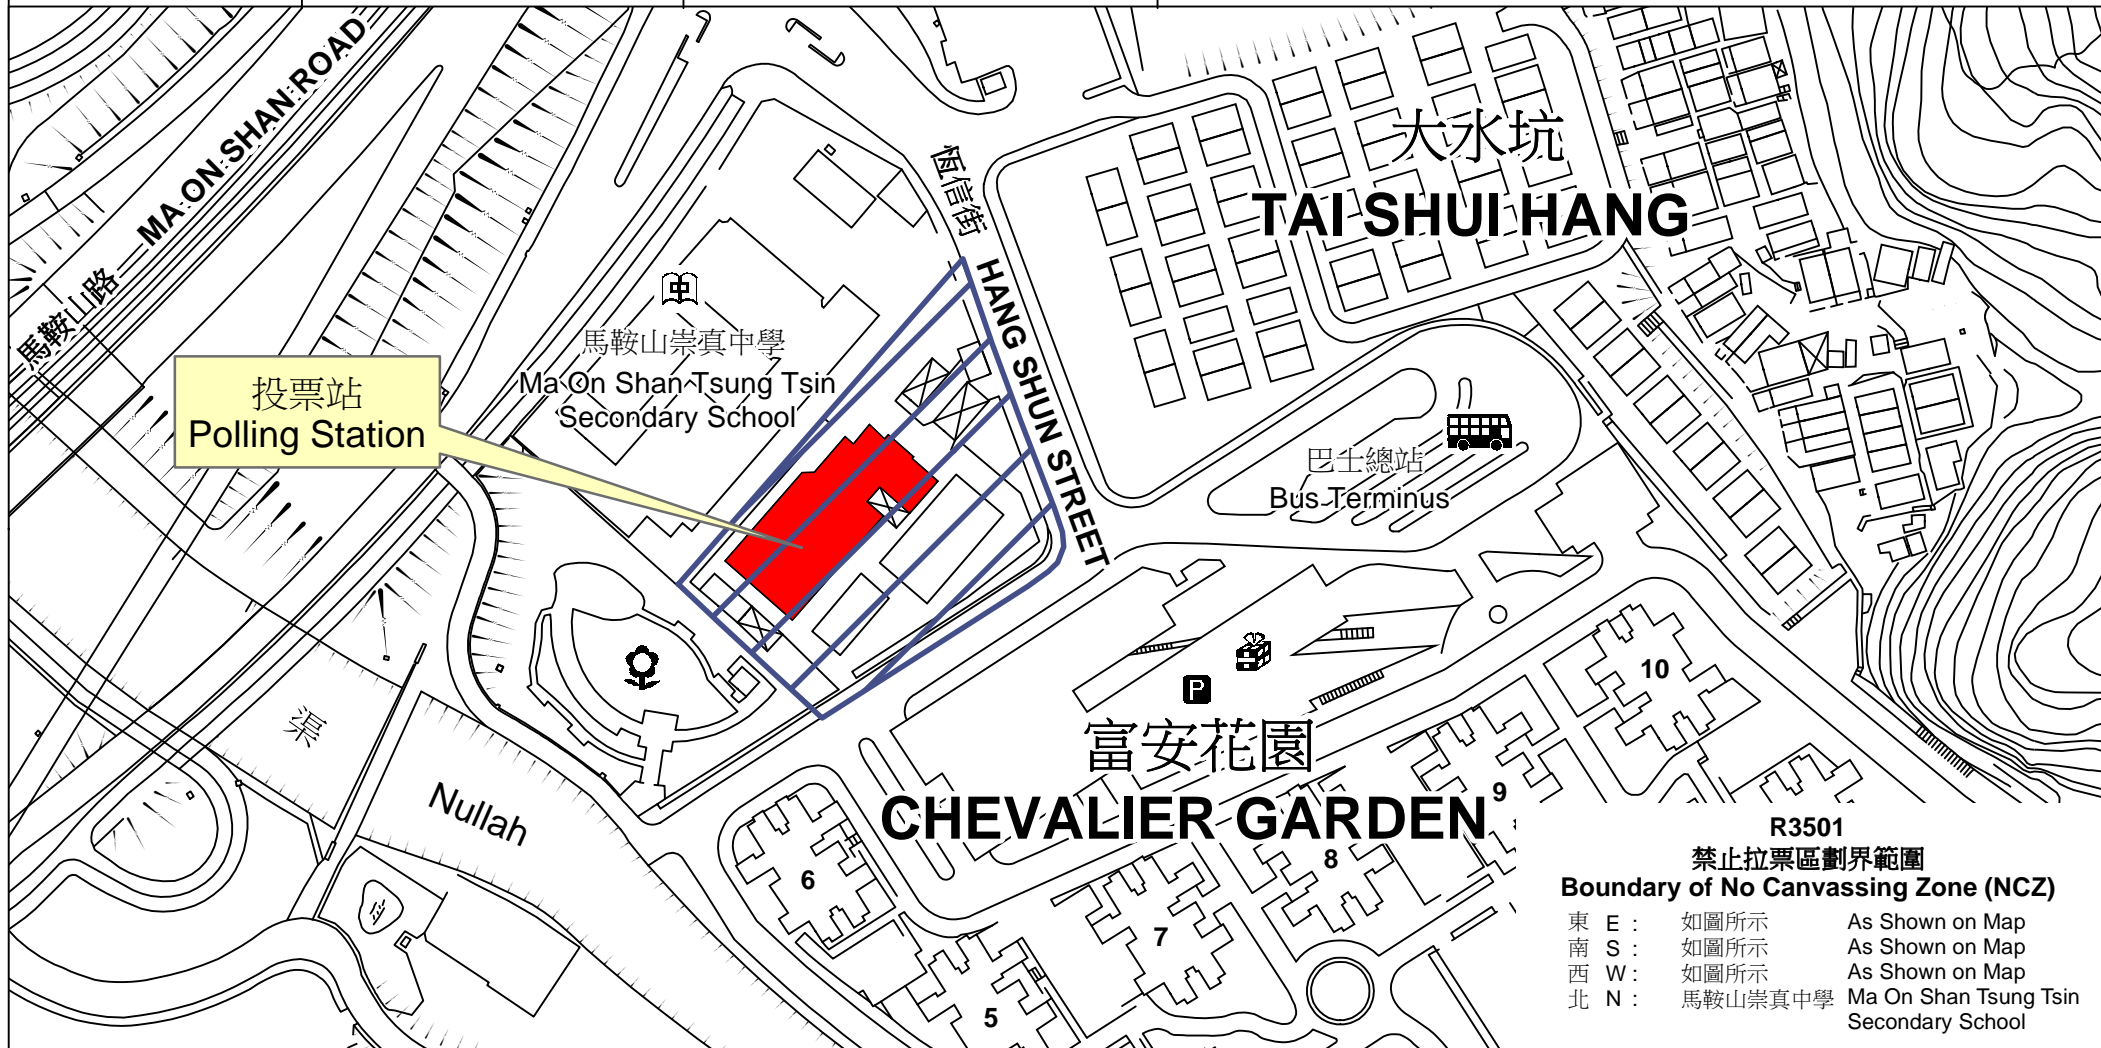 MA ON SHAN ROAD
馬鞍山路
恆信街
HANG SHUN STREET
大水坑
TAI SHUI HANG
中
馬鞍山崇真中學
Ma On Shan Tsung Tsin
Secondary School
投票站
Polling Station
巴士總站
Bus Terminus
P
富安花園
CHEVALIER GARDEN
渠
Nullah
10
9
8
7
6
5
R3501
禁止拉票區劃界範圍
Boundary of No Canvassing Zone (NCZ)
東 E : 如圖所示 As Shown on Map
南 S : 如圖所示 As Shown on Map
西 W : 如圖所示 As Shown on Map
北 N : 馬鞍山崇真中學 Ma On Shan Tsung Tsin
Secondary School